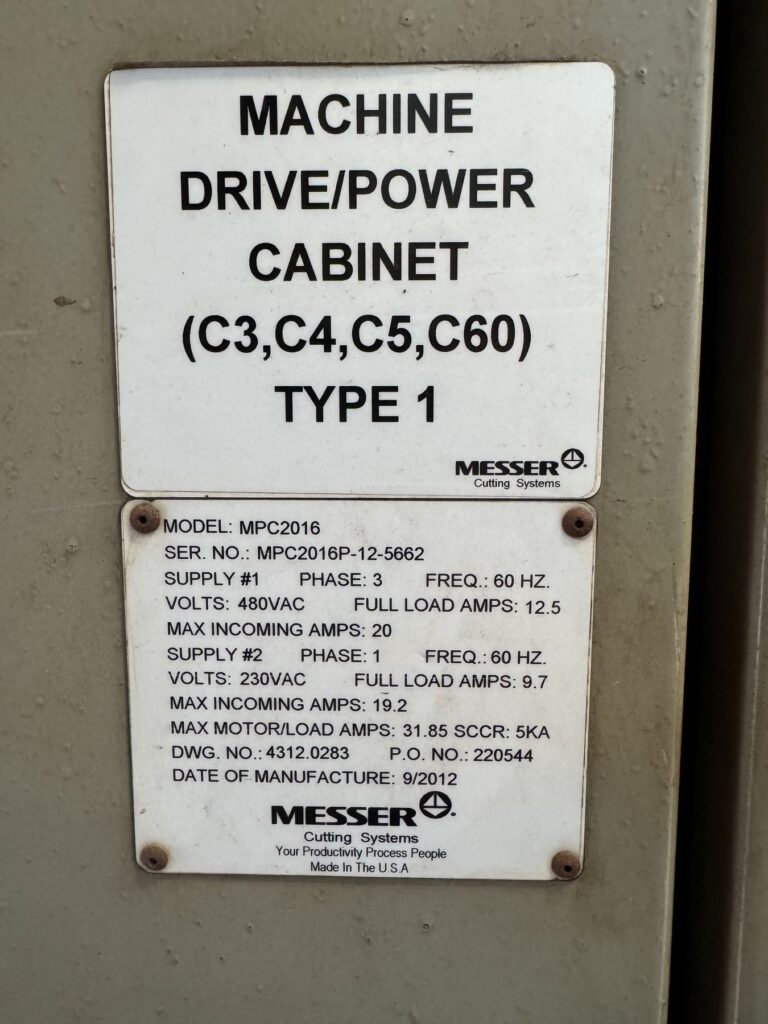 MACHINE
DRIVE/POWER
CABINET
(C3,C4,C5,C60)
TYPE 1
MESSER
Cutting Systems
MODEL: MPC2016
SER. NO.: MPC2016P-12-5662
SUPPLY #1 PHASE: 3 FREQ.: 60 HZ.
VOLTS: 480VAC FULL LOAD AMPS: 12.5
MAX INCOMING AMPS: 20
SUPPLY #2 PHASE: 1 FREQ.: 60 HZ.
VOLTS: 230VAC FULL LOAD AMPS: 9.7
MAX INCOMING AMPS: 19.2
MAX MOTOR/LOAD AMPS: 31.85 SCCR: 5KA
DWG. NO.: 4312.0283 P.O. NO.: 220544
DATE OF MANUFACTURE: 9/2012
MESSER
Cutting Systems
Your Productivity Process People
Made In The U.S.A